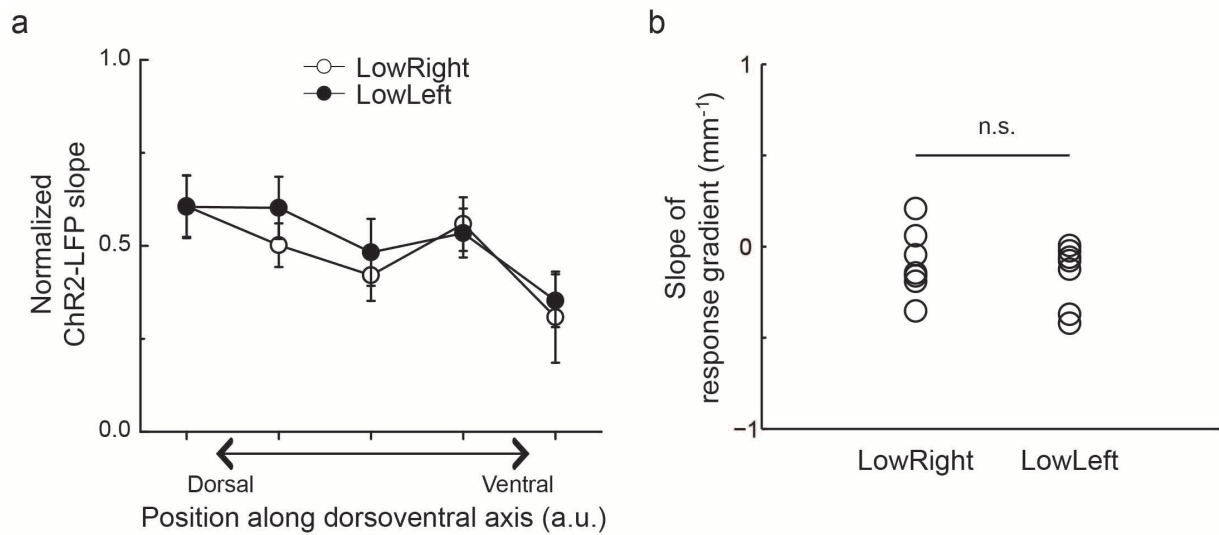 a
1.0
0.5
0.0
Normalized
ChR2-LFP slope
LowRight
LowLeft
Dorsal
Ventral
Position along dorsoventral axis (a.u.)
b
1
0
−1
Slope of
response gradient (mm⁻¹)
n.s.
LowRight
LowLeft